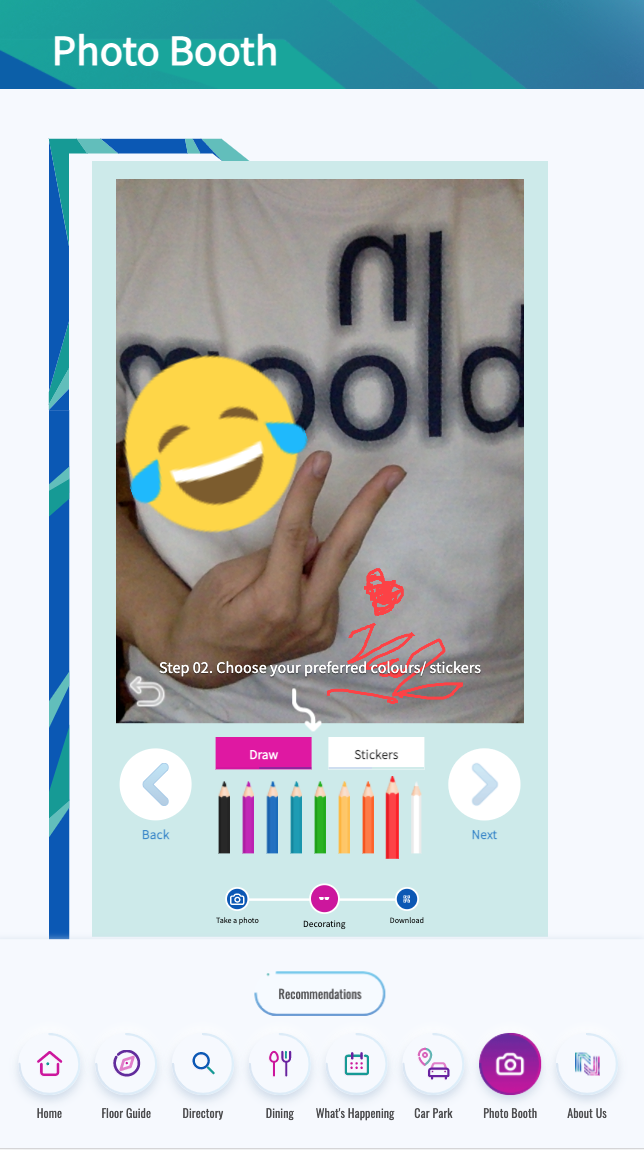 Photo Booth
Step 02. Choose your preferred colours/ stickers
Draw
Stickers
Back
Next
Take a photo
Decorating
Download
Recommendations
Home
Floor Guide
Directory
Dining
What's Happening
Car Park
Photo Booth
About Us